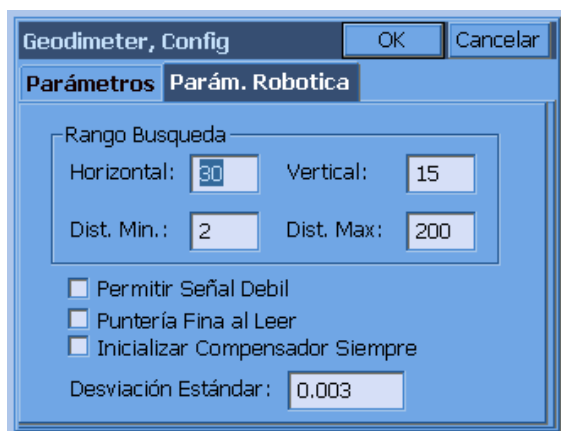 Geodimeter, Config OK Cancelar
Parámetros Parám. Robotica
Rango Busqueda
Horizontal: 30 Vertical: 15
Dist. Min.: 2 Dist. Max: 200
Permitir Señal Debil
Puntería Fina al Leer
Inicializar Compensador Siempre
Desviación Estándar: 0.003